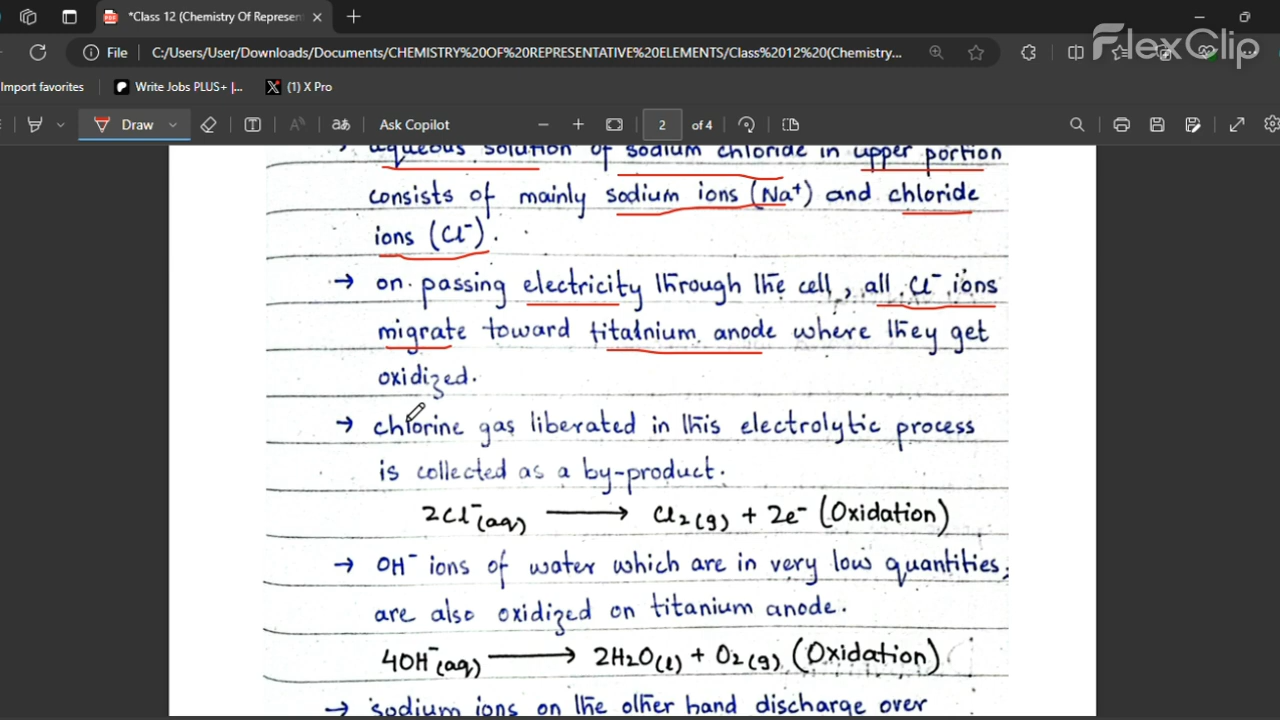 *Class 12 (Chemistry Of Represen
FlexClip
File
C:/Users/User/Downloads/Documents/CHEMISTRY%20OF%20REPRESENTATIVE%20ELEMENTS/Class%2012%20(Chemistry...
Import favorites
Write Jobs PLUS+ |...
(1) X Pro
Draw
Ask Copilot
2
of 4
→ aqueous solution of sodium chloride in upper portion
consists of mainly sodium ions (Na⁺) and chloride
ions (Cl⁻).
→ on passing electricity through the cell, all Cl⁻ ions
migrate toward titalnium anode where they get
oxidized.
→ chlorine gas liberated in this electrolytic process
is collected as a by-product.
2Cl⁻(aq) ⟶ Cl2(g) + 2e⁻ (Oxidation)
→ OH⁻ ions of water which are in very low quantities,
are also oxidized on titanium anode.
4OH⁻(aq) ⟶ 2H2O(l) + O2(g) (Oxidation)
→ sodium ions on the other hand discharge over